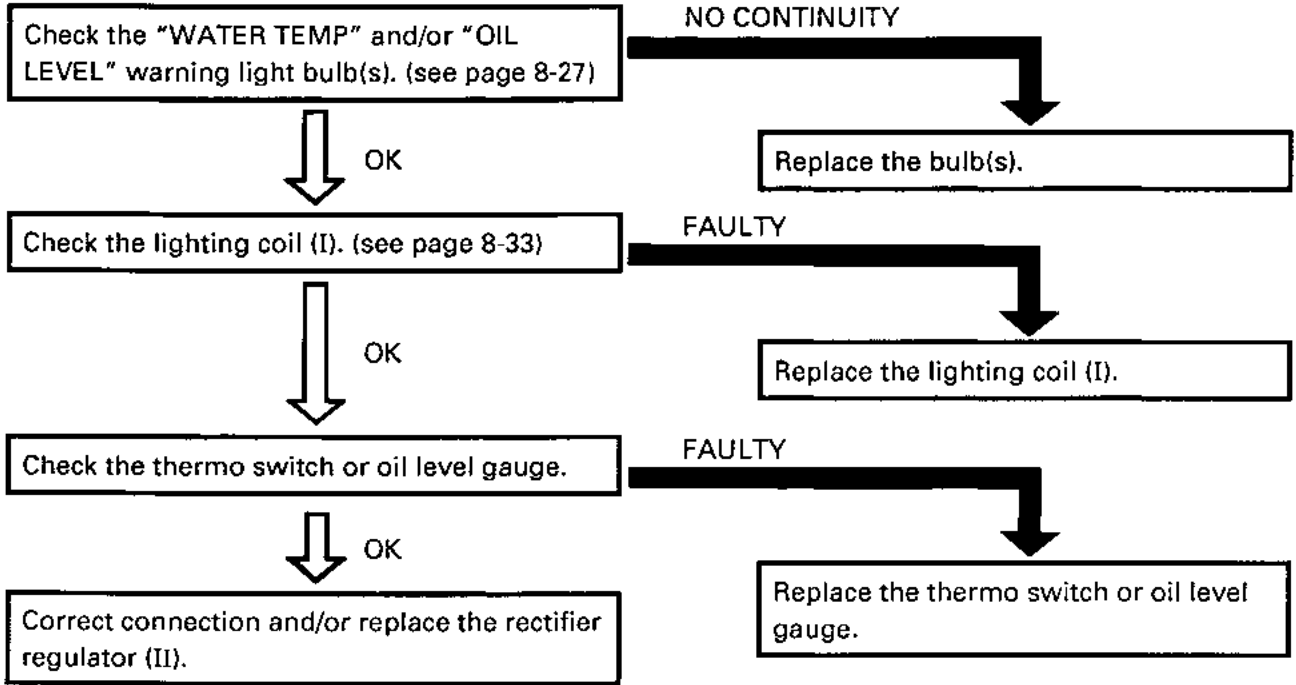 NO CONTINUITY
Check the "WATER TEMP" and/or "OIL
LEVEL" warning light bulb(s). (see page 8-27)
OK
Replace the bulb(s).
FAULTY
Check the lighting coil (I). (see page 8-33)
OK
Replace the lighting coil (I).
FAULTY
Check the thermo switch or oil level gauge.
OK
Replace the thermo switch or oil level
gauge.
Correct connection and/or replace the rectifier
regulator (II).